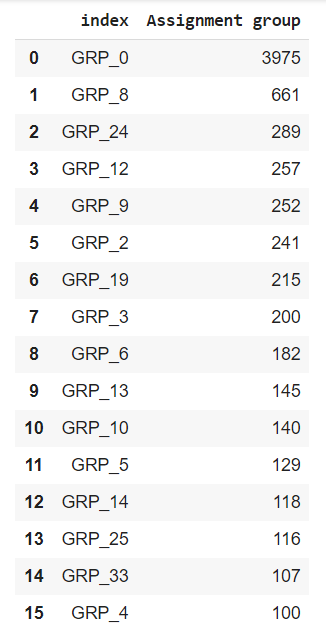 index Assignment group
0 GRP_0 3975
1 GRP_8 661
2 GRP_24 289
3 GRP_12 257
4 GRP_9 252
5 GRP_2 241
6 GRP_19 215
7 GRP_3 200
8 GRP_6 182
9 GRP_13 145
10 GRP_10 140
11 GRP_5 129
12 GRP_14 118
13 GRP_25 116
14 GRP_33 107
15 GRP_4 100